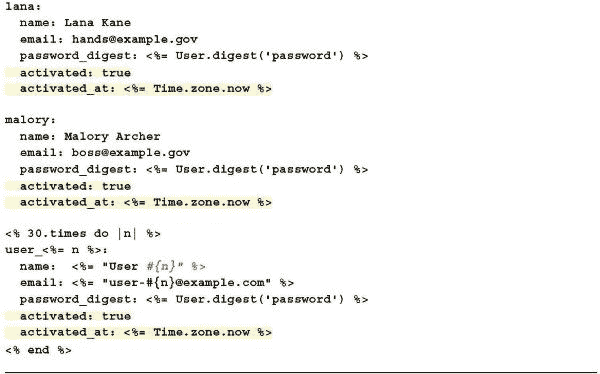 lana:
  name: Lana Kane
  email: hands@example.gov
  password_digest: <%= User.digest('password') %>
  activated: true
  activated_at: <%= Time.zone.now %>

malory:
  name: Malory Archer
  email: boss@example.gov
  password_digest: <%= User.digest('password') %>
  activated: true
  activated_at: <%= Time.zone.now %>

<% 30.times do |n| %>
user_<%= n %>:
  name:  <%= "User #{n}" %>
  email: <%= "user-#{n}@example.com" %>
  password_digest: <%= User.digest('password') %>
  activated: true
  activated_at: <%= Time.zone.now %>
<% end %>